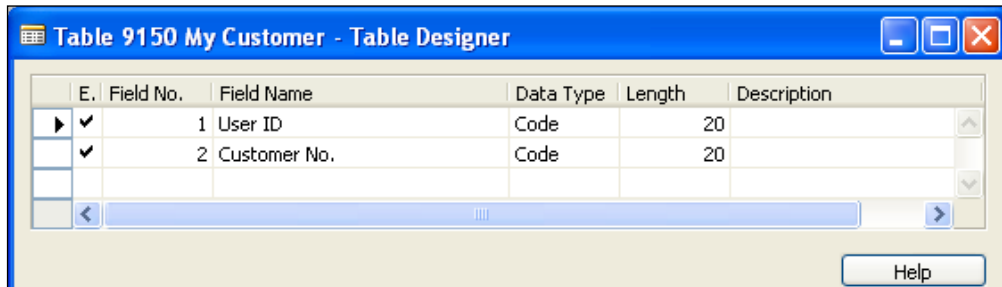 Table 9150 My Customer - Table Designer
E. Field No. Field Name Data Type Length Description
1 User ID Code 20
2 Customer No. Code 20
Help